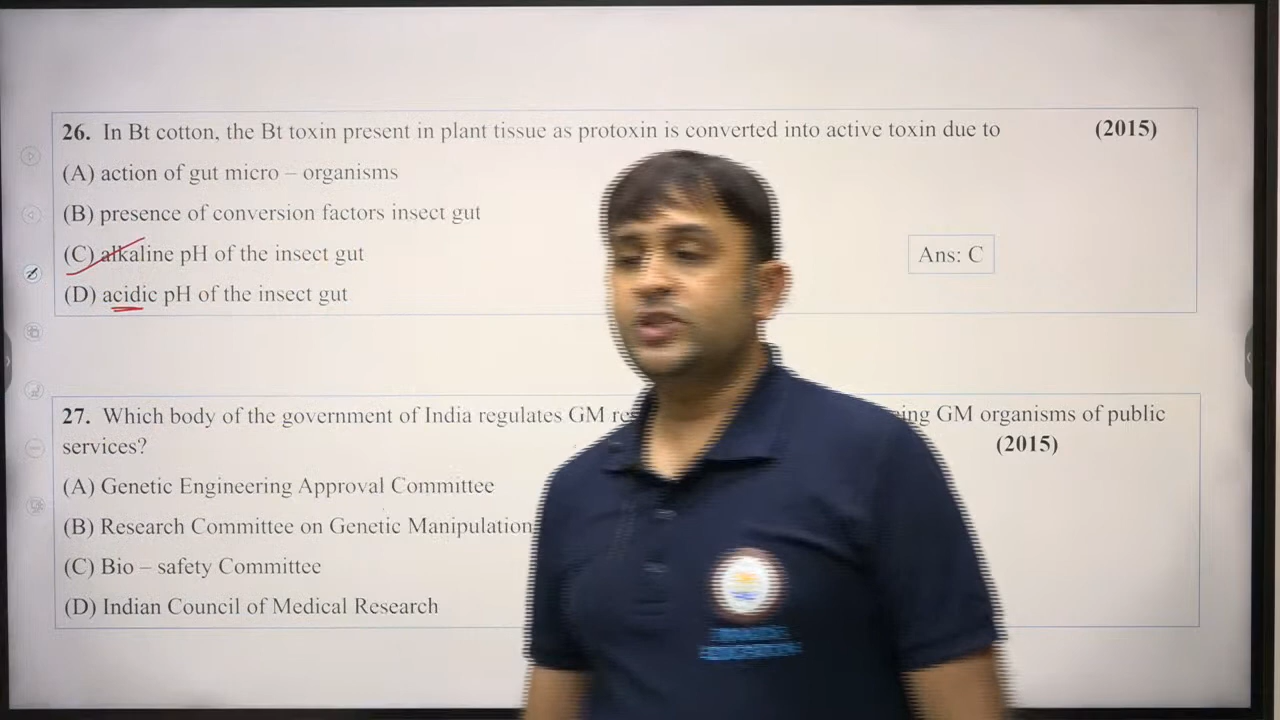 26. In Bt cotton, the Bt toxin present in plant tissue as protoxin is converted into active toxin due to (2015)
(A) action of gut micro – organisms
(B) presence of conversion factors insect gut
(C) alkaline pH of the insect gut
Ans: C
(D) acidic pH of the insect gut
27. Which body of the government of India regulates GM GM organisms of public
services? (2015)
(A) Genetic Engineering Approval Committee
(B) Research Committee on Genetic Manipulation
(C) Bio – safety Committee
(D) Indian Council of Medical Research